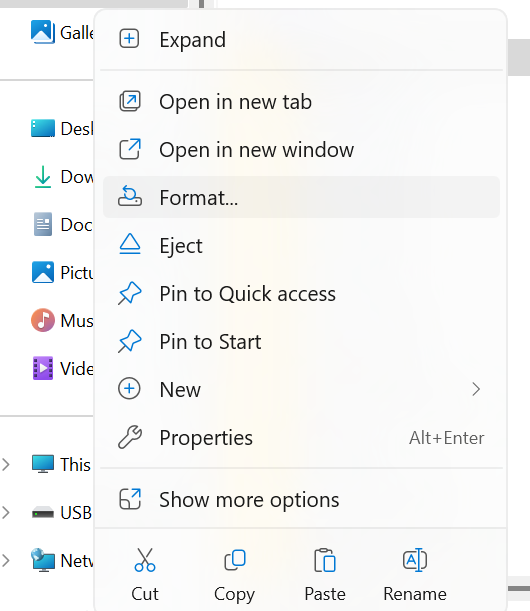 Expand
Open in new tab
Open in new window
Format...
Eject
Pin to Quick access
Pin to Start
New
Properties Alt+Enter
Show more options
Cut Copy Paste Rename
Galle
Desk
Dow
Doc
Pictu
Mus
Vide
This
USB
Netw